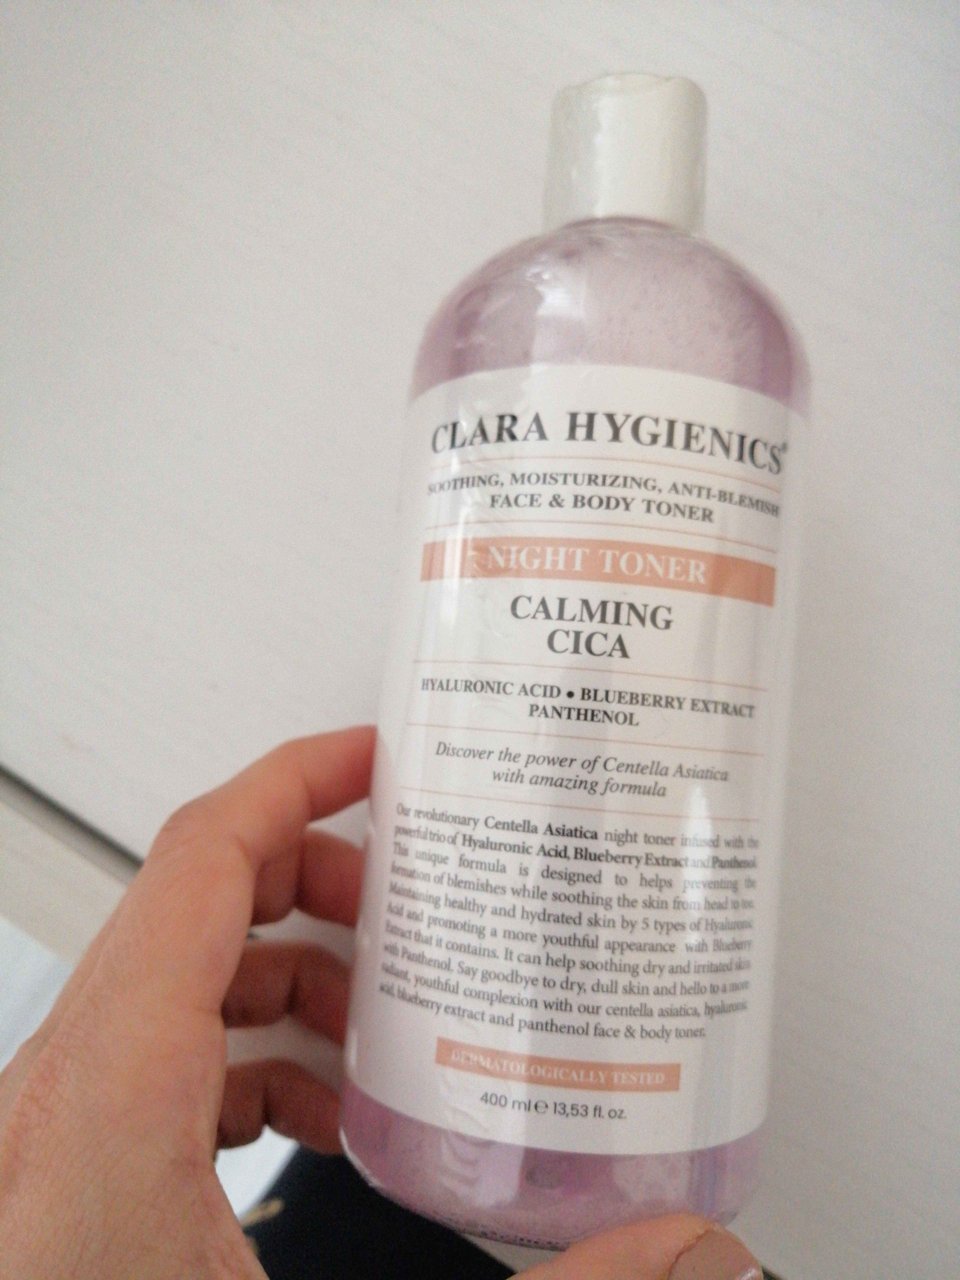 CLARA HYGIENICS®
SOOTHING, MOISTURIZING, ANTI-BLEMISH
FACE & BODY TONER
NIGHT TONER
CALMING
CICA
HYALURONIC ACID • BLUEBERRY EXTRACT
PANTHENOL
Discover the power of Centella Asiatica
with amazing formula
Our revolutionary Centella Asiatica night toner infused with the
powerful trio of Hyaluronic Acid, Blueberry Extract and Panthenol.
This unique formula is designed to helps preventing the
formation of blemishes while soothing the skin from head to toe.
Maintaining healthy and hydrated skin by 5 types of Hyaluronic
Acid and promoting a more youthful appearance with Blueberry
Extract that it contains. It can help soothing dry and irritated skin
with Panthenol. Say goodbye to dry, dull skin and hello to a more
radiant, youthful complexion with our centella asiatica, hyaluronic
acid, blueberry extract and panthenol face & body toner.
DERMATOLOGICALLY TESTED
400 ml ℮ 13,53 fl. oz.